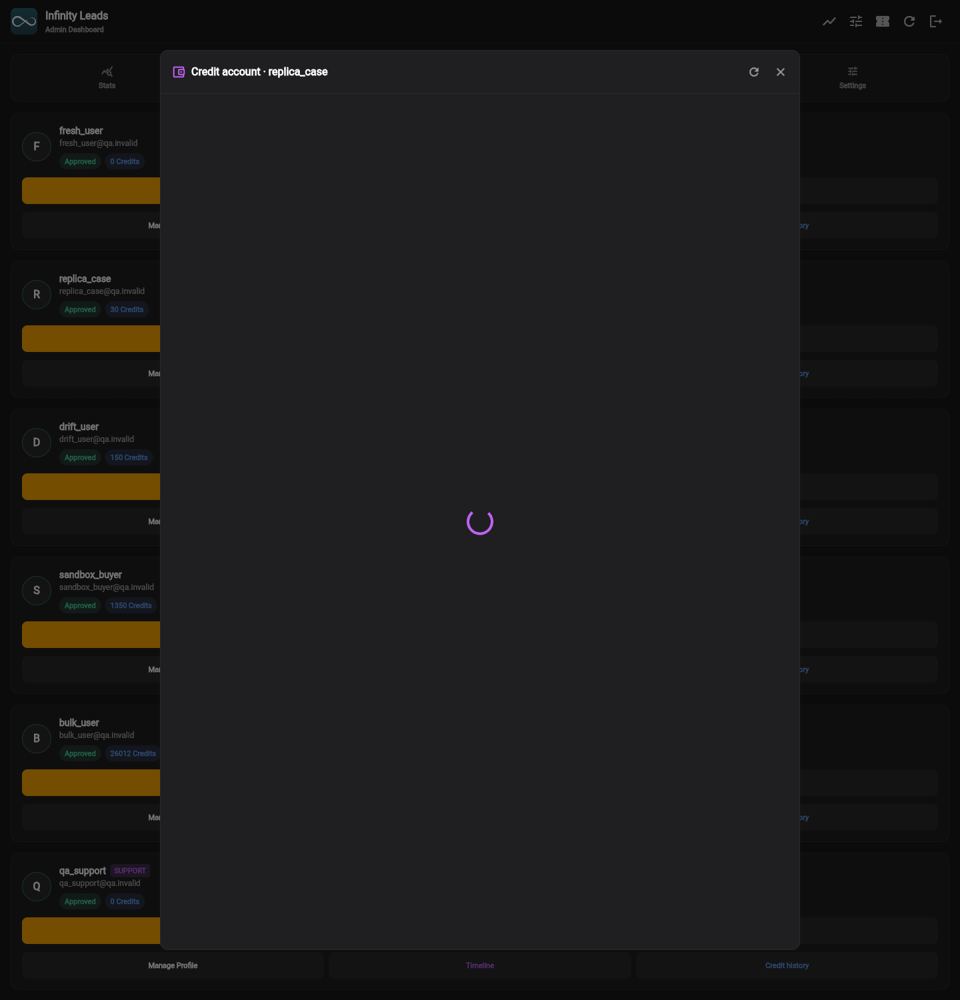 Infinity Leads
Admin Dashboard
Credit account · replica_case
Stats
Settings
F
fresh_user
fresh_user@qa.invalid
Approved
0 Credits
R
replica_case
replica_case@qa.invalid
Approved
30 Credits
D
drift_user
drift_user@qa.invalid
Approved
150 Credits
S
sandbox_buyer
sandbox_buyer@qa.invalid
Approved
1350 Credits
B
bulk_user
bulk_user@qa.invalid
Approved
26012 Credits
Q
qa_support SUPPORT
qa_support@qa.invalid
Approved
0 Credits
Manage Profile
Timeline
Credit history